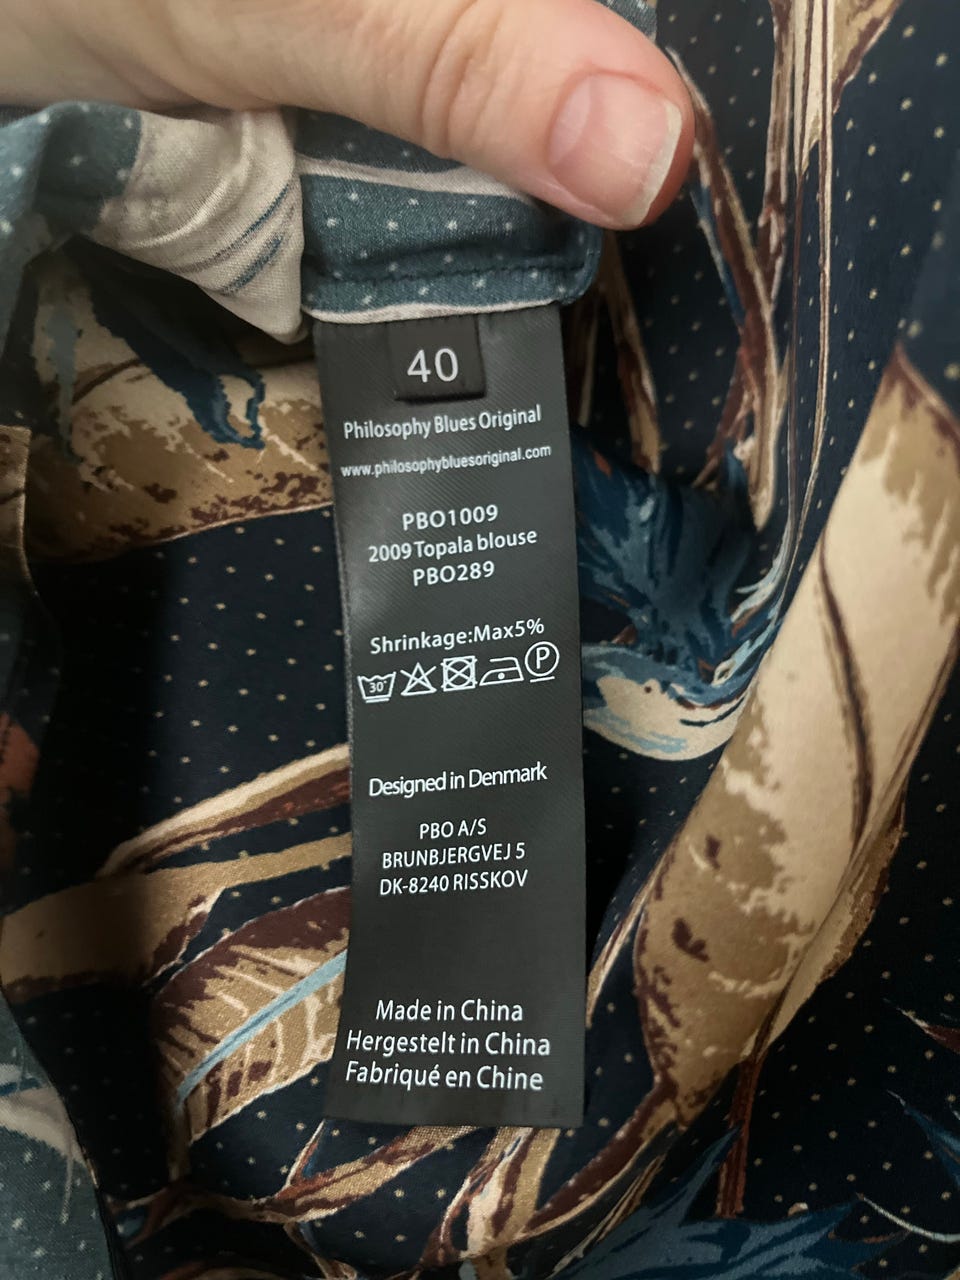 40
Philosophy Blues Original
www.philosophybluesoriginal.com
PBO1009
2009 Topala blouse
PBO289
Shrinkage:Max5%
30° P
Designed in Denmark
PBO A/S
BRUNBJERGVEJ 5
DK-8240 RISSKOV
Made in China
Hergestelt in China
Fabriqué en Chine